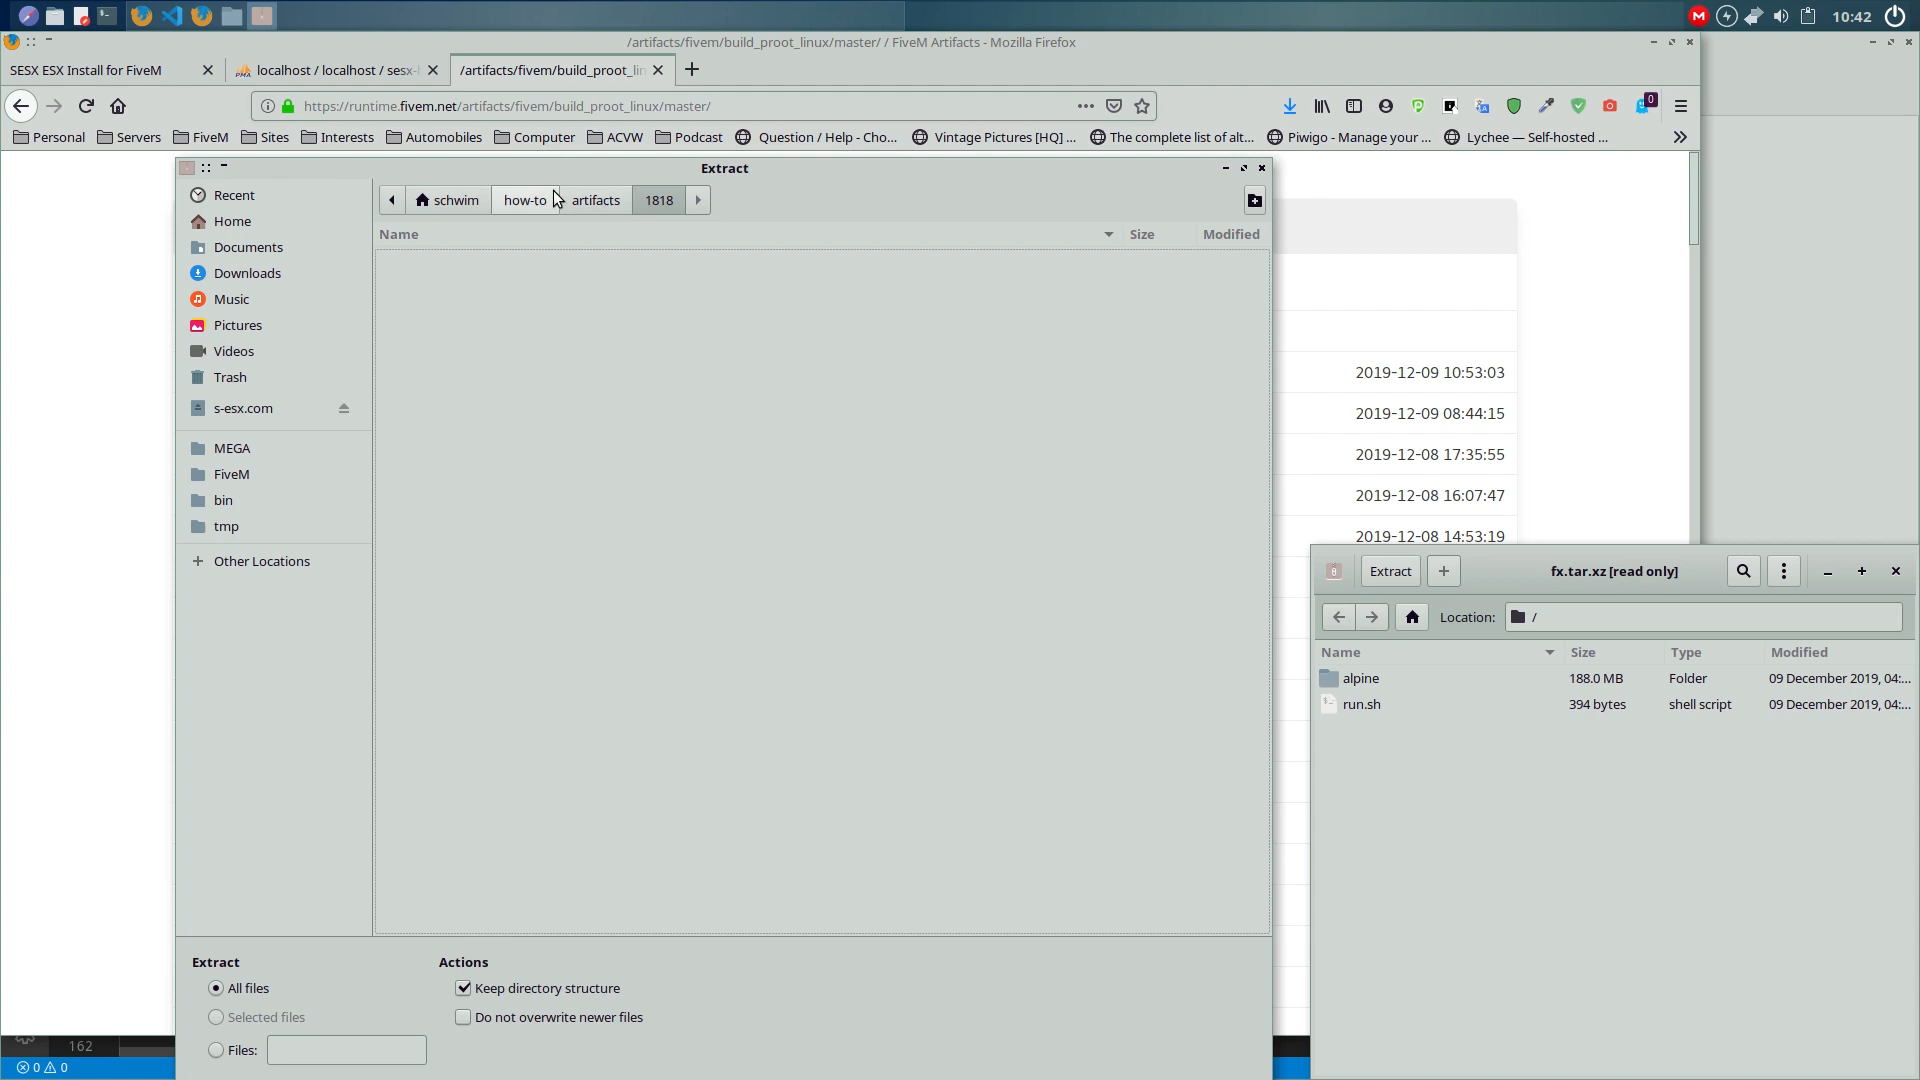 10:42
/artifacts/fivem/build_proot_linux/master/ / FiveM Artifacts - Mozilla Firefox
SESX ESX Install for FiveM
localhost / localhost / sesx-
/artifacts/fivem/build_proot_lin
https://runtime.fivem.net/artifacts/fivem/build_proot_linux/master/
0
Personal Servers FiveM Sites Interests Automobiles Computer ACVW Podcast Question / Help - Cho... Vintage Pictures [HQ] ... The complete list of alt... Piwigo - Manage your ... Lychee — Self-hosted ...
Extract
schwim how-to artifacts 1818
Name Size Modified
Recent
Home
Documents
Downloads
Music
Pictures
Videos
Trash
s-esx.com
MEGA
FiveM
bin
tmp
Other Locations
2019-12-09 10:53:03
2019-12-09 08:44:15
2019-12-08 17:35:55
2019-12-08 16:07:47
2019-12-08 14:53:19
Extract fx.tar.xz [read only]
Location: /
Name Size Type Modified
alpine 188.0 MB Folder 09 December 2019, 04:...
run.sh 394 bytes shell script 09 December 2019, 04:...
Extract
All files
Selected files
Files:
Actions
Keep directory structure
Do not overwrite newer files
162
0 0